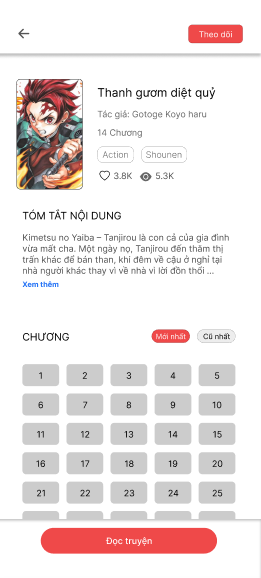 Theo dõi
Thanh gươm diệt quỷ
Tác giả: Gotoge Koyo haru
14 Chương
Action Shounen
3.8K 5.3K
TÓM TẮT NỘI DUNG
Kimetsu no Yaiba – Tanjirou là con cả của gia đình
vừa mất cha. Một ngày nọ, Tanjirou đến thăm thị
trấn khác để bán than, khi đêm về cậu ở nghỉ tại
nhà người khác thay vì về nhà vì lời đồn thổi ...
Xem thêm
CHƯƠNG Mới nhất Cũ nhất
1 2 3 4 5
6 7 8 9 10
11 12 13 14 15
16 17 18 19 20
21 22 23 24 25
Đọc truyện